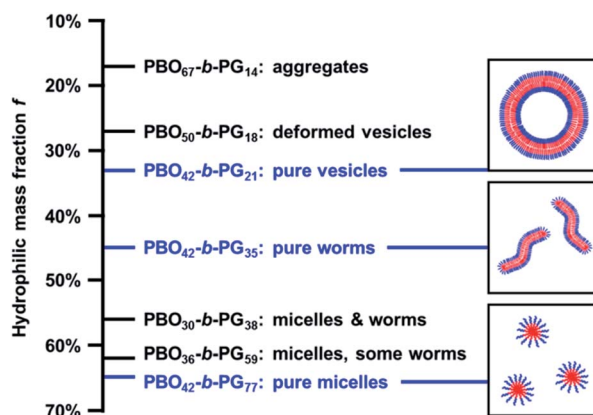 Hydrophilic mass fraction f
10%
PBO₆₇-b-PG₁₄: aggregates
20%
PBO₅₀-b-PG₁₈: deformed vesicles
30%
PBO₄₂-b-PG₂₁: pure vesicles
40%
PBO₄₂-b-PG₃₅: pure worms
50%
PBO₃₀-b-PG₃₈: micelles & worms
60%
PBO₃₆-b-PG₅₉: micelles, some worms
PBO₄₂-b-PG₇₇: pure micelles
70%